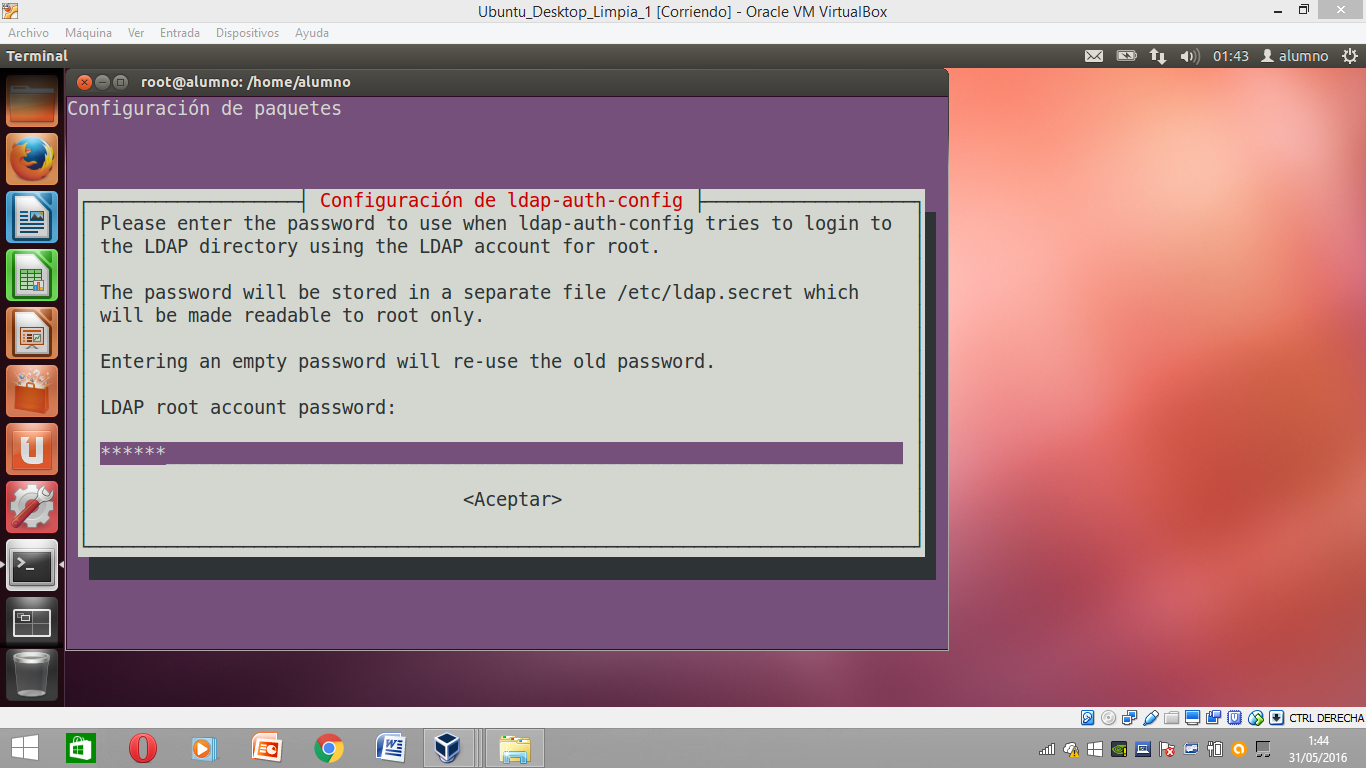 Ubuntu_Desktop_Limpia_1 [Corriendo] - Oracle VM VirtualBox
Archivo Máquina Ver Entrada Dispositivos Ayuda
Terminal 01:43 alumno
root@alumno: /home/alumno
Configuración de paquetes
Configuración de ldap-auth-config
Please enter the password to use when ldap-auth-config tries to login to
the LDAP directory using the LDAP account for root.
The password will be stored in a separate file /etc/ldap.secret which
will be made readable to root only.
Entering an empty password will re-use the old password.
LDAP root account password:
******
<Aceptar>
CTRL DERECHA
1:44
31/05/2016